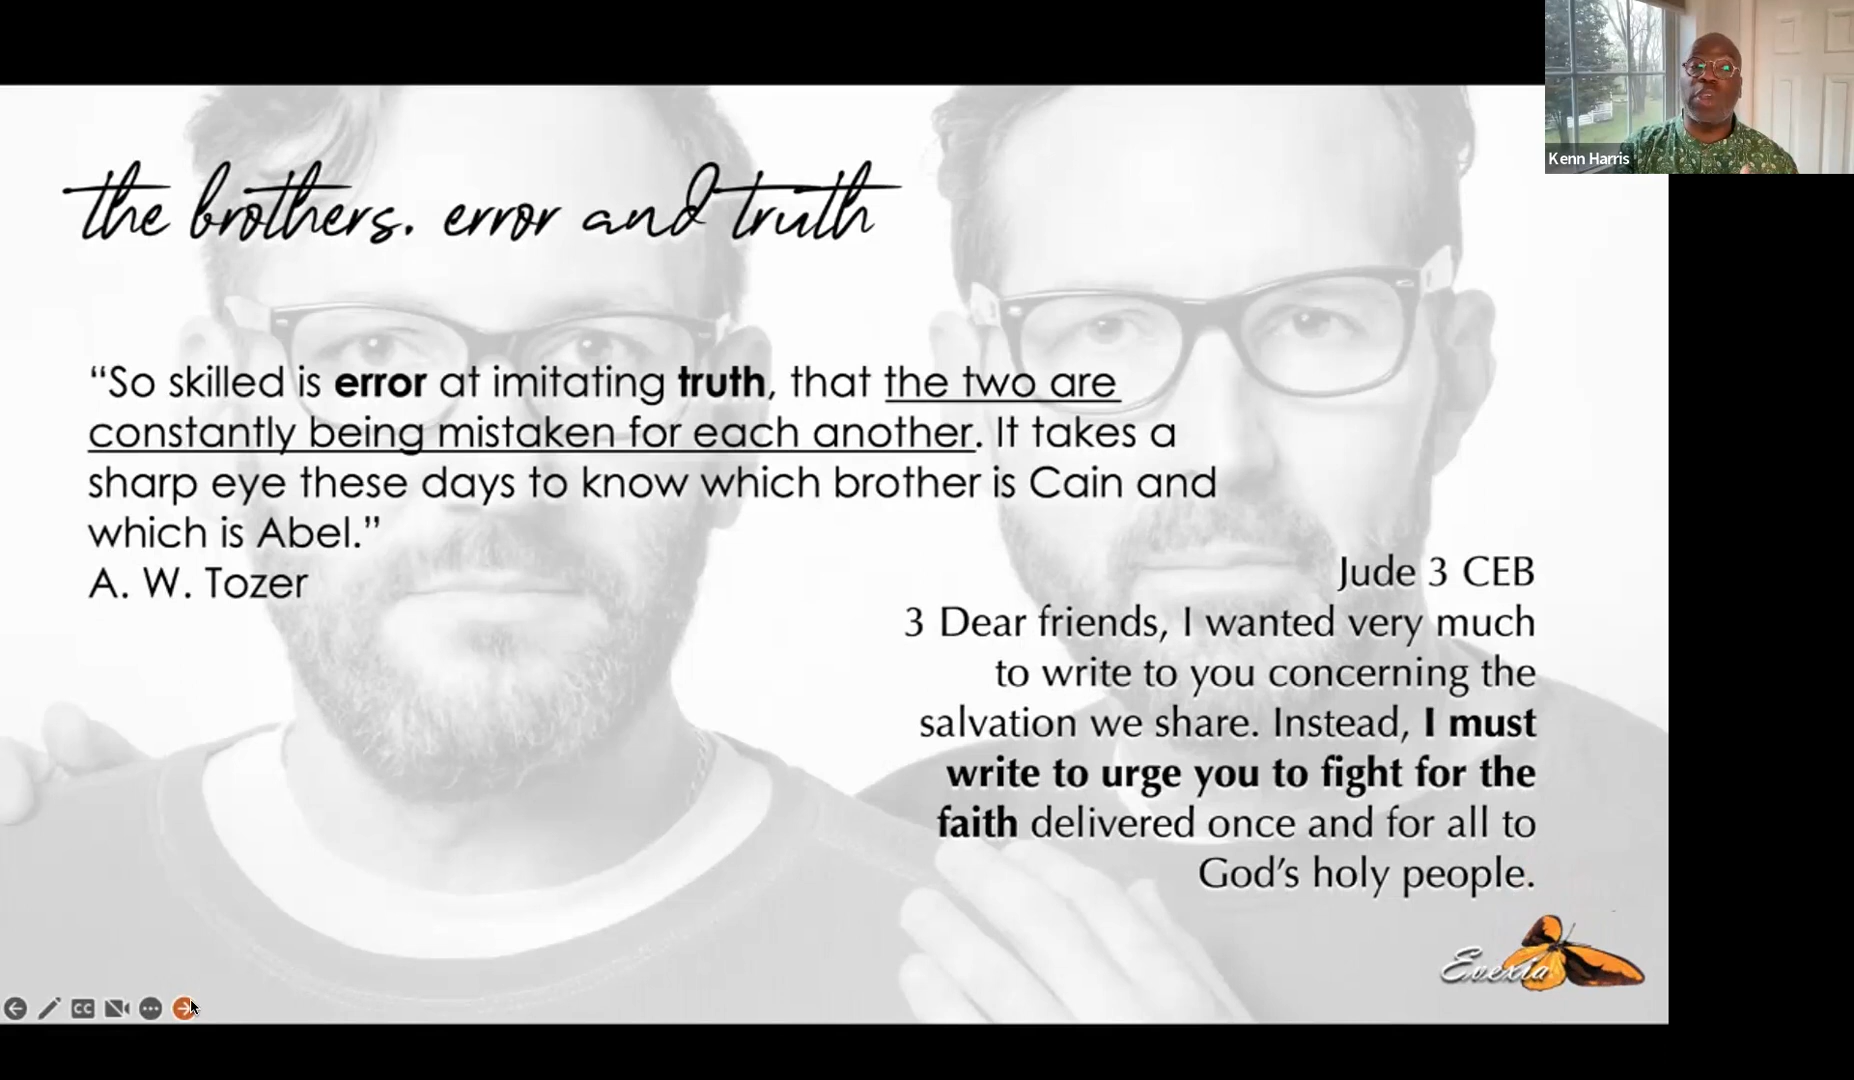 Kenn Harris
the brothers. error and truth
“So skilled is error at imitating truth, that the two are
constantly being mistaken for each another. It takes a
sharp eye these days to know which brother is Cain and
which is Abel.”
A. W. Tozer
Jude 3 CEB
3 Dear friends, I wanted very much
to write to you concerning the
salvation we share. Instead, I must
write to urge you to fight for the
faith delivered once and for all to
God’s holy people.
Evexia
CC